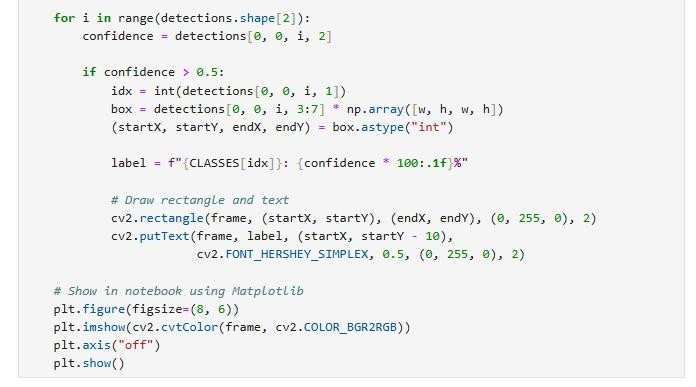 for i in range(detections.shape[2]):
    confidence = detections[0, 0, i, 2]

    if confidence > 0.5:
        idx = int(detections[0, 0, i, 1])
        box = detections[0, 0, i, 3:7] * np.array([w, h, w, h])
        (startX, startY, endX, endY) = box.astype("int")

        label = f"{CLASSES[idx]}: {confidence * 100:.1f}%"

        # Draw rectangle and text
        cv2.rectangle(frame, (startX, startY), (endX, endY), (0, 255, 0), 2)
        cv2.putText(frame, label, (startX, startY - 10),
                    cv2.FONT_HERSHEY_SIMPLEX, 0.5, (0, 255, 0), 2)

# Show in notebook using Matplotlib
plt.figure(figsize=(8, 6))
plt.imshow(cv2.cvtColor(frame, cv2.COLOR_BGR2RGB))
plt.axis("off")
plt.show()